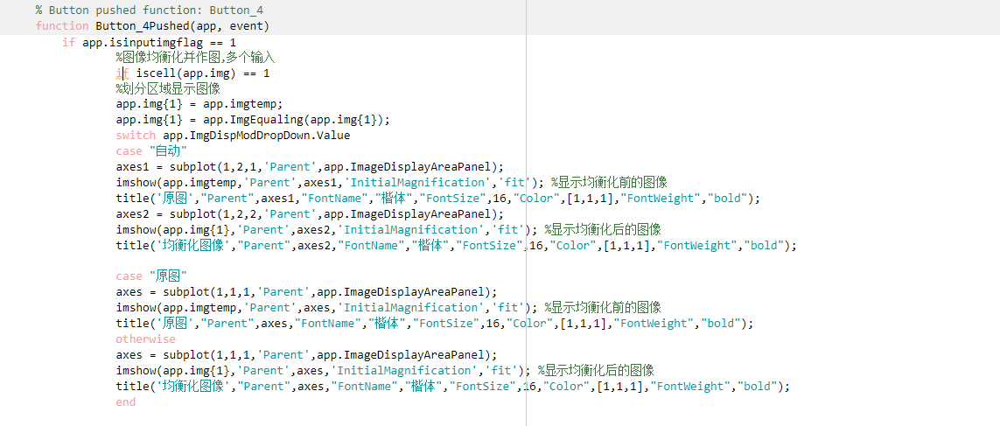 % Button pushed function: Button_4
function Button_4Pushed(app, event)
if app.isinputimgflag == 1
%图像均衡化并作图,多个输入
if iscell(app.img) == 1
%划分区域显示图像
app.img{1} = app.imgtemp;
app.img{1} = app.ImgEqualing(app.img{1});
switch app.ImgDispModDropDown.Value
case "自动"
axes1 = subplot(1,2,1,'Parent',app.ImageDisplayAreaPanel);
imshow(app.imgtemp,'Parent',axes1,'InitialMagnification','fit'); %显示均衡化前的图像
title('原图',"Parent",axes1,"FontName","楷体","FontSize",16,"Color",[1,1,1],"FontWeight","bold");
axes2 = subplot(1,2,2,'Parent',app.ImageDisplayAreaPanel);
imshow(app.img{1},'Parent',axes2,'InitialMagnification','fit'); %显示均衡化后的图像
title('均衡化图像',"Parent",axes2,"FontName","楷体","FontSize",16,"Color",[1,1,1],"FontWeight","bold");
case "原图"
axes = subplot(1,1,1,'Parent',app.ImageDisplayAreaPanel);
imshow(app.imgtemp,'Parent',axes,'InitialMagnification','fit'); %显示均衡化前的图像
title('原图',"Parent",axes,"FontName","楷体","FontSize",16,"Color",[1,1,1],"FontWeight","bold");
otherwise
axes = subplot(1,1,1,'Parent',app.ImageDisplayAreaPanel);
imshow(app.img{1},'Parent',axes,'InitialMagnification','fit'); %显示均衡化后的图像
title('均衡化图像',"Parent",axes,"FontName","楷体","FontSize",16,"Color",[1,1,1],"FontWeight","bold");
end